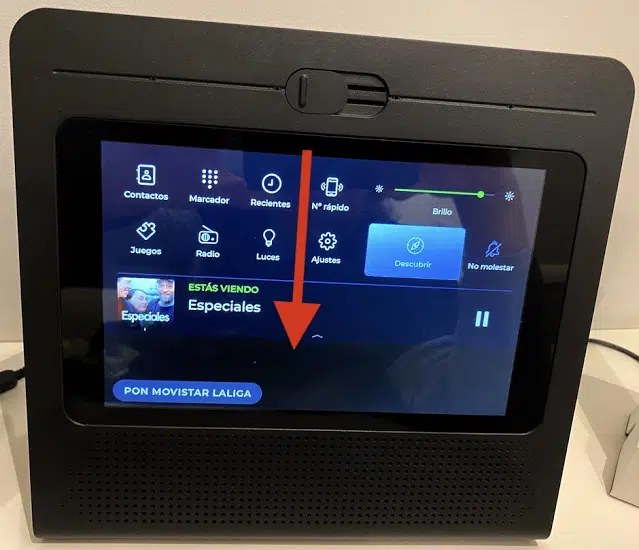 Contactos
Marcador
Recientes
Nº rápido
Brillo
Juegos
Radio
Luces
Ajustes
Descubrir
No molestar
Especiales
ESTÁS VIENDO
Especiales
PON MOVISTAR LALIGA